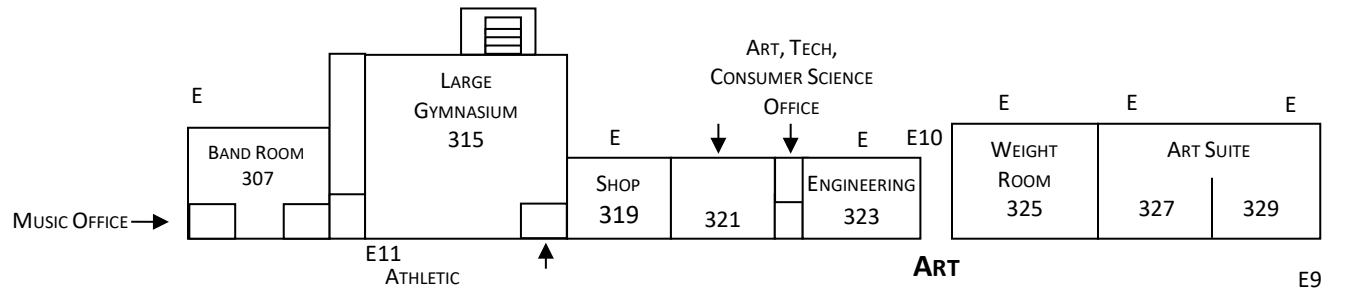 E
BAND ROOM
307
MUSIC OFFICE
LARGE
GYMNASIUM
315
E11
ATHLETIC
E
SHOP
319
ART, TECH,
CONSUMER SCIENCE
OFFICE
321
E
E10
ENGINEERING
323
ART
E
WEIGHT
ROOM
325
E
E
ART SUITE
327
329
E9